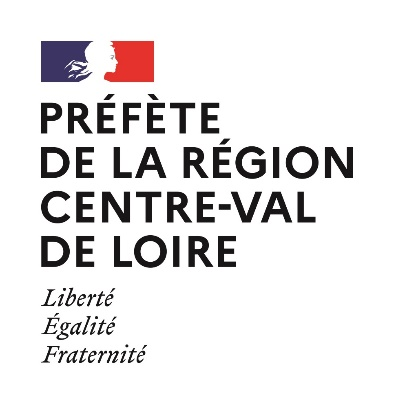 PRÉFÈTE
DE LA RÉGION
CENTRE-VAL
DE LOIRE
Liberté
Égalité
Fraternité